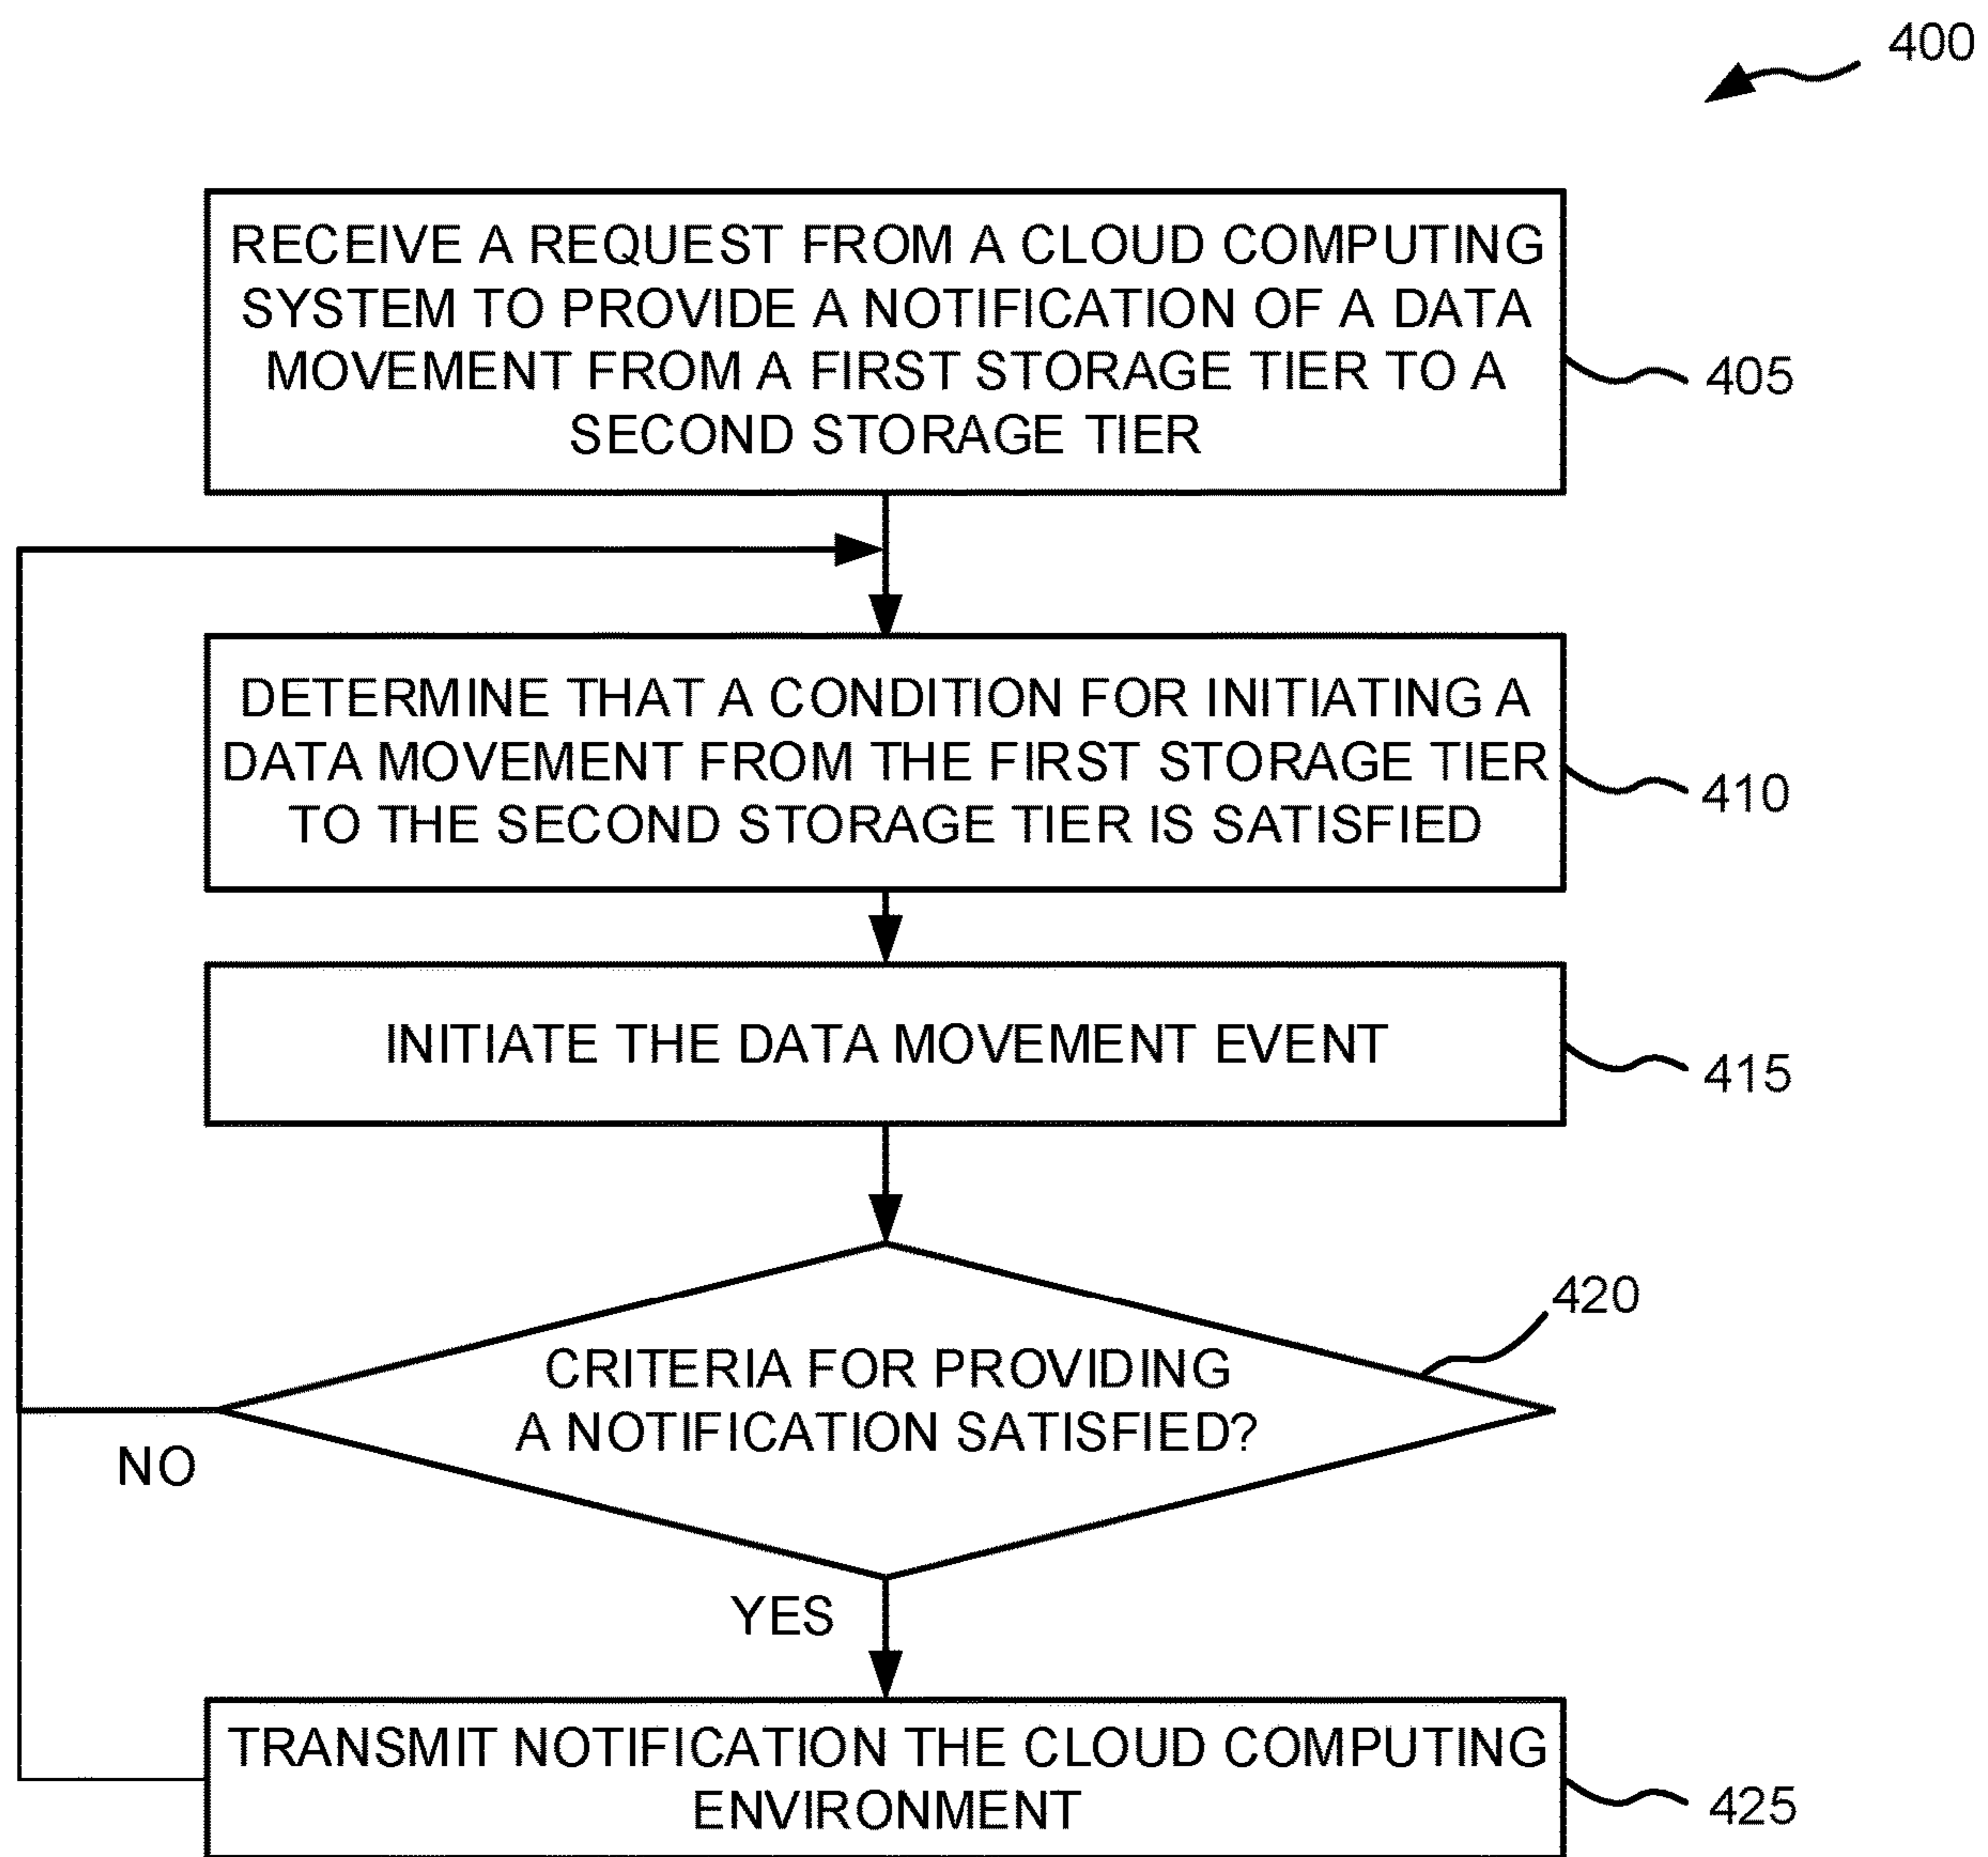 400
RECEIVE A REQUEST FROM A CLOUD COMPUTING
SYSTEM TO PROVIDE A NOTIFICATION OF A DATA
MOVEMENT FROM A FIRST STORAGE TIER TO A
SECOND STORAGE TIER
405
DETERMINE THAT A CONDITION FOR INITIATING A
DATA MOVEMENT FROM THE FIRST STORAGE TIER
TO THE SECOND STORAGE TIER IS SATISFIED
410
INITIATE THE DATA MOVEMENT EVENT
415
420
CRITERIA FOR PROVIDING
A NOTIFICATION SATISFIED?
NO
YES
TRANSMIT NOTIFICATION THE CLOUD COMPUTING
ENVIRONMENT
425